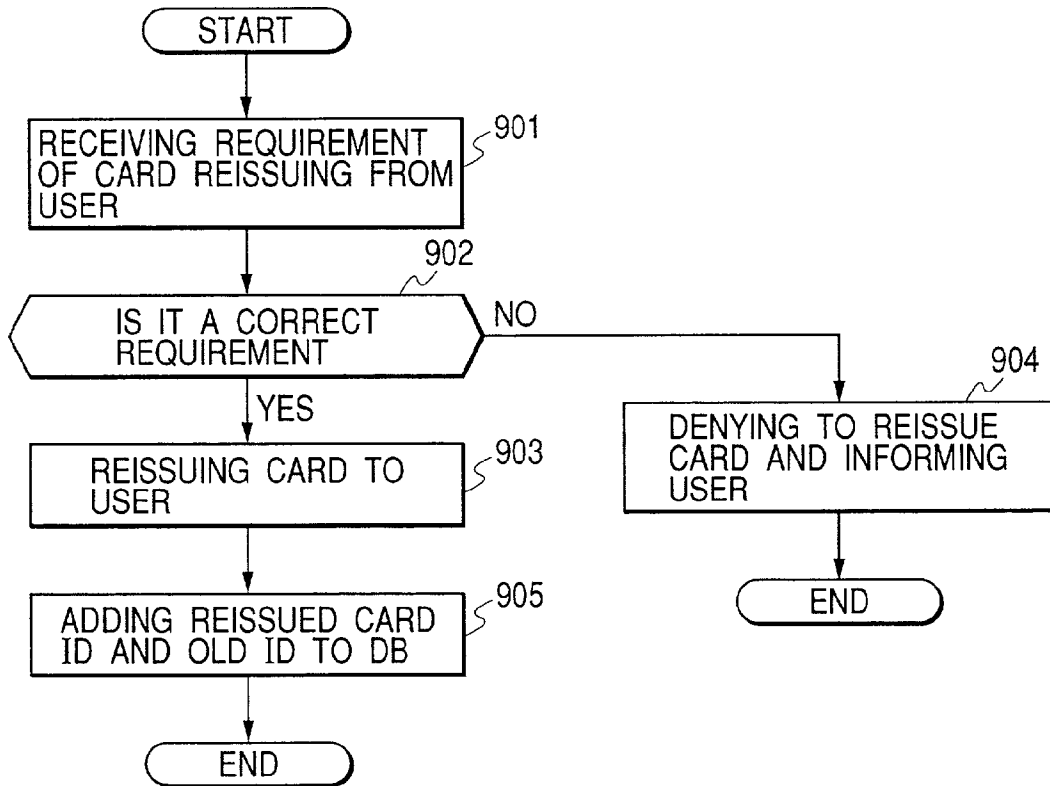 START
RECEIVING REQUIREMENT
OF CARD REISSUING FROM
USER
901
902
IS IT A CORRECT
REQUIREMENT
NO
YES
904
DENYING TO REISSUE
CARD AND INFORMING
USER
903
REISSUING CARD TO
USER
905
ADDING REISSUED CARD
ID AND OLD ID TO DB
END
END